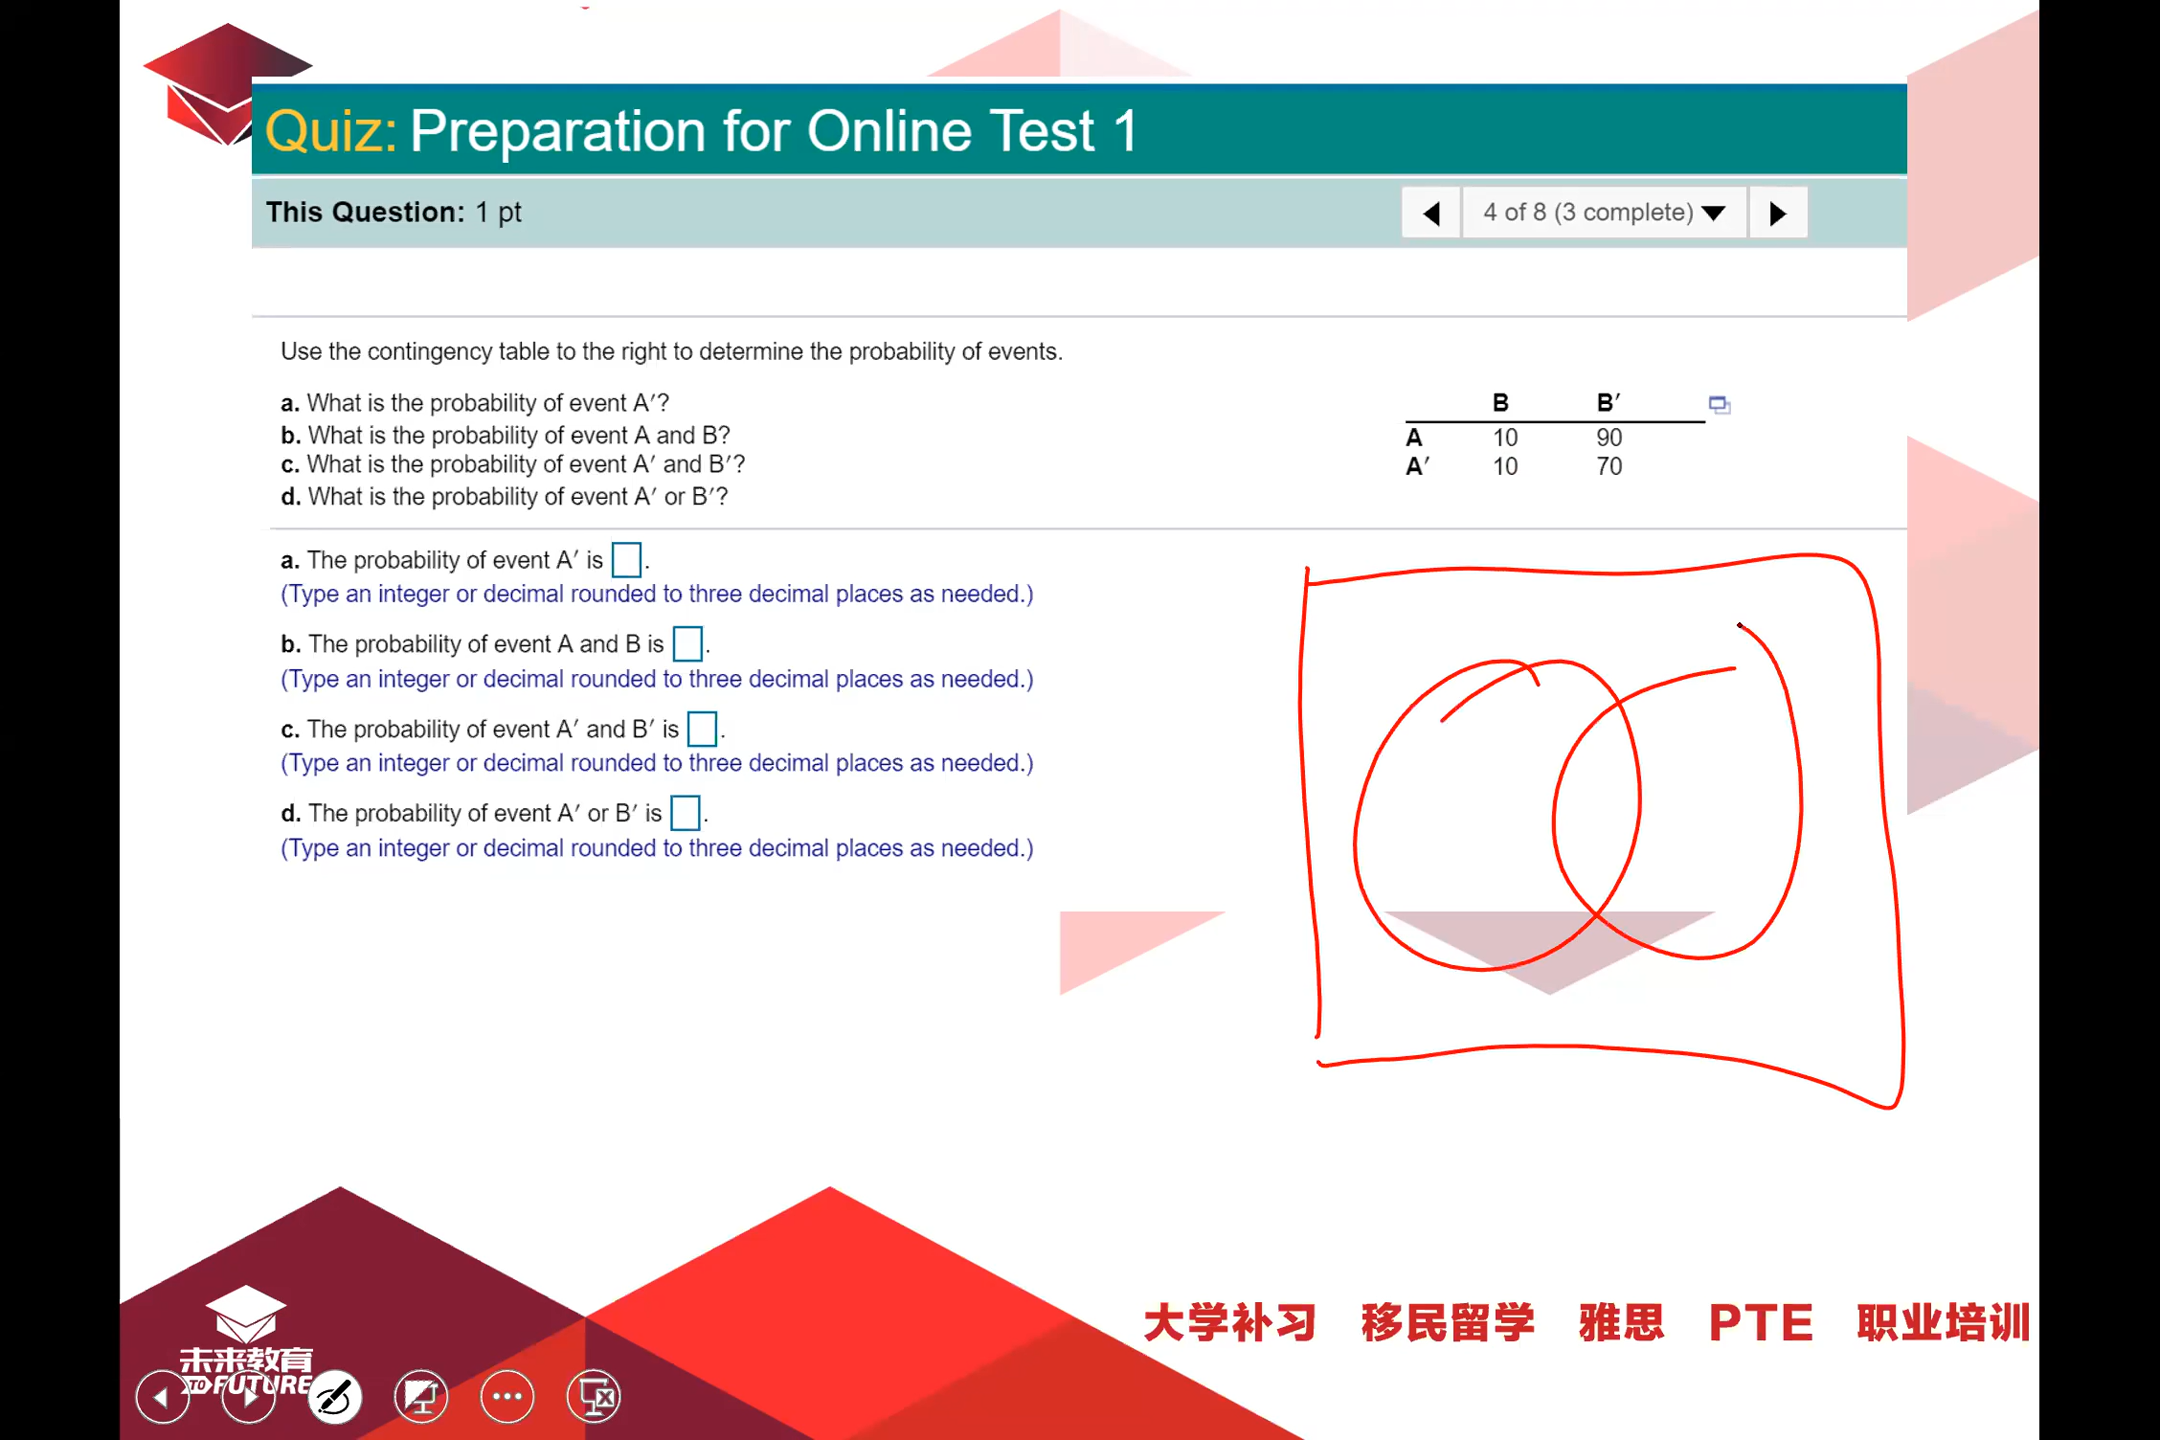 Quiz: Preparation for Online Test 1
This Question: 1 pt
4 of 8 (3 complete)
Use the contingency table to the right to determine the probability of events.
a. What is the probability of event A′?
b. What is the probability of event A and B?
c. What is the probability of event A′ and B′?
d. What is the probability of event A′ or B′?
B B′
A 10 90
A′ 10 70
a. The probability of event A′ is .
(Type an integer or decimal rounded to three decimal places as needed.)
b. The probability of event A and B is .
(Type an integer or decimal rounded to three decimal places as needed.)
c. The probability of event A′ and B′ is .
(Type an integer or decimal rounded to three decimal places as needed.)
d. The probability of event A′ or B′ is .
(Type an integer or decimal rounded to three decimal places as needed.)
大学补习 移民留学 雅思 PTE 职业培训
未来教育
TO FUTURE